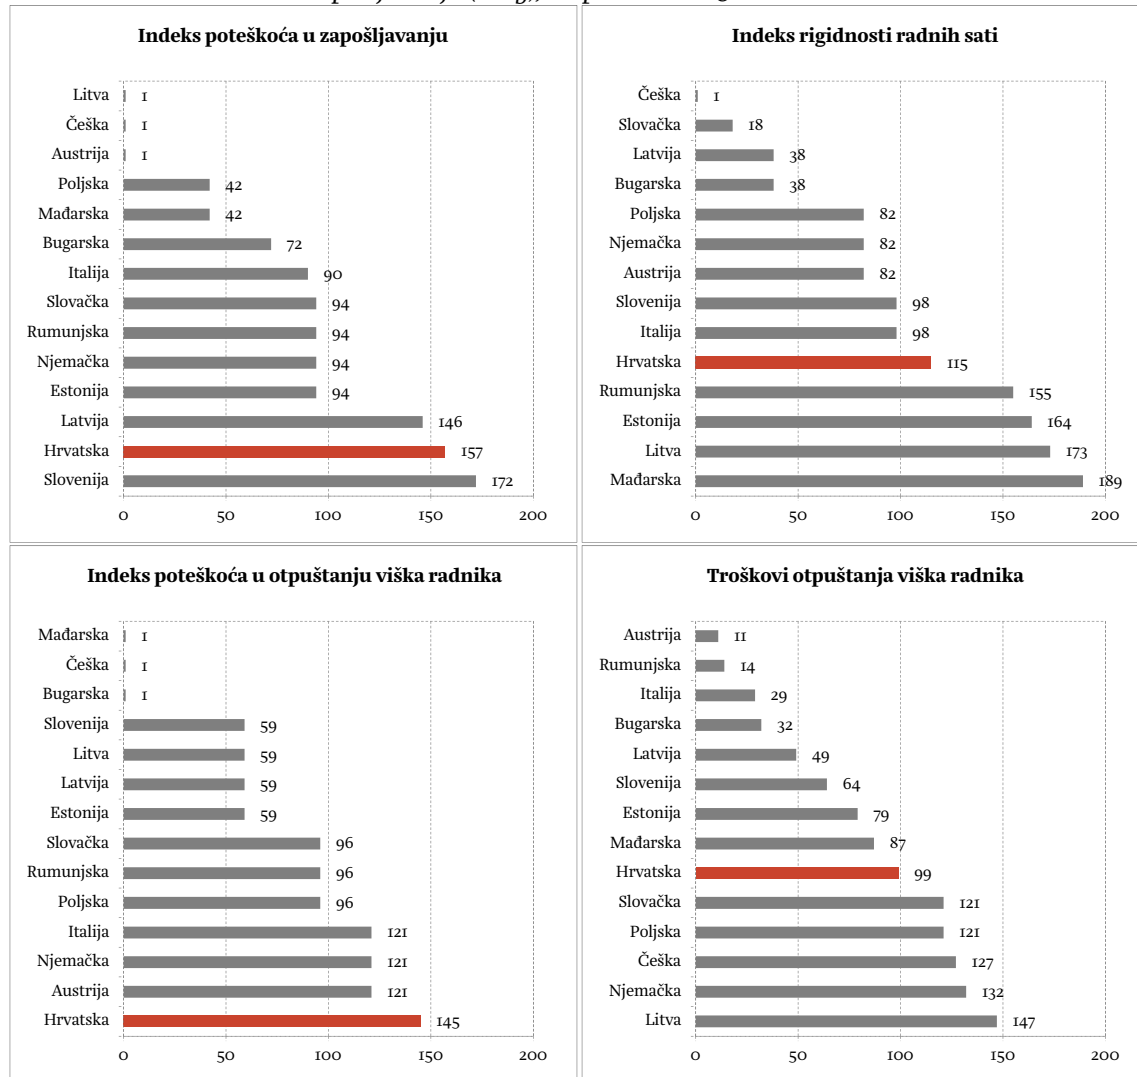 Indeks poteškoća u zapošljavanju
Litva 1
Češka 1
Austrija 1
Poljska 42
Mađarska 42
Bugarska 72
Italija 90
Slovačka 94
Rumunjska 94
Njemačka 94
Estonija 94
Latvija 146
Hrvatska 157
Slovenija 172
0 50 100 150 200
Indeks rigidnosti radnih sati
Češka 1
Slovačka 18
Latvija 38
Bugarska 38
Poljska 82
Njemačka 82
Austrija 82
Slovenija 98
Italija 98
Hrvatska 115
Rumunjska 155
Estonija 164
Litva 173
Mađarska 189
0 50 100 150 200
Indeks poteškoća u otpuštanju viška radnika
Mađarska 1
Češka 1
Bugarska 1
Slovenija 59
Litva 59
Latvija 59
Estonija 59
Slovačka 96
Rumunjska 96
Poljska 96
Italija 121
Njemačka 121
Austrija 121
Hrvatska 145
0 50 100 150 200
Troškovi otpuštanja viška radnika
Austrija 11
Rumunjska 14
Italija 29
Bugarska 32
Latvija 49
Slovenija 64
Estonija 79
Mađarska 87
Hrvatska 99
Slovačka 121
Poljska 121
Češka 127
Njemačka 132
Litva 147
0 50 100 150 200